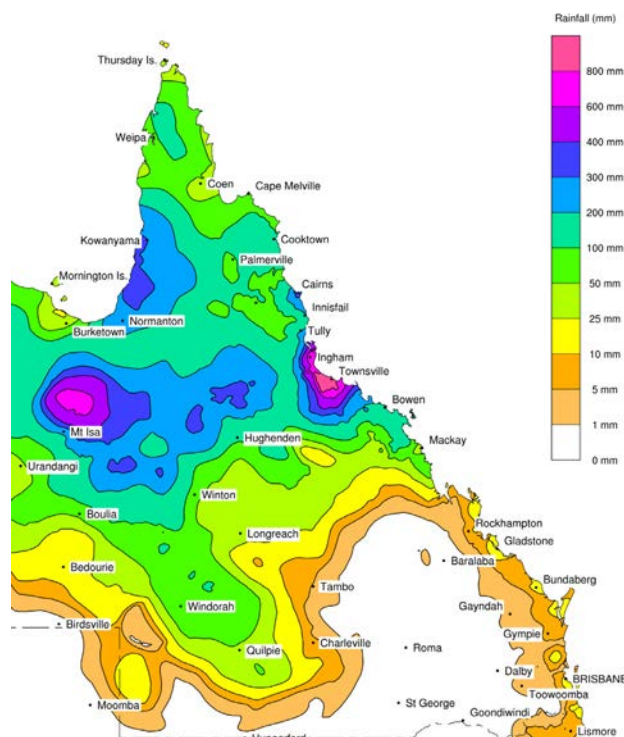 Rainfall (mm)
800 mm
600 mm
400 mm
300 mm
200 mm
100 mm
50 mm
25 mm
10 mm
5 mm
1 mm
0 mm
Thursday Is.
Weipa
Coen
Cape Melville
Kowanyama
Cooktown
Palmerville
Mornington Is.
Cairns
Innisfail
Normanton
Burketown
Tully
Ingham
Townsville
Bowen
Mt Isa
Hughenden
Mackay
Urandangi
Winton
Boulia
Longreach
Rockhampton
Gladstone
Bedourie
Baralaba
Tambo
Bundaberg
Windorah
Gayndah
Birdsville
Gympie
Quilpie
Charleville
Roma
Dalby
BRISBANE
Toowoomba
Moomba
St George
Goondiwindi
Lismore